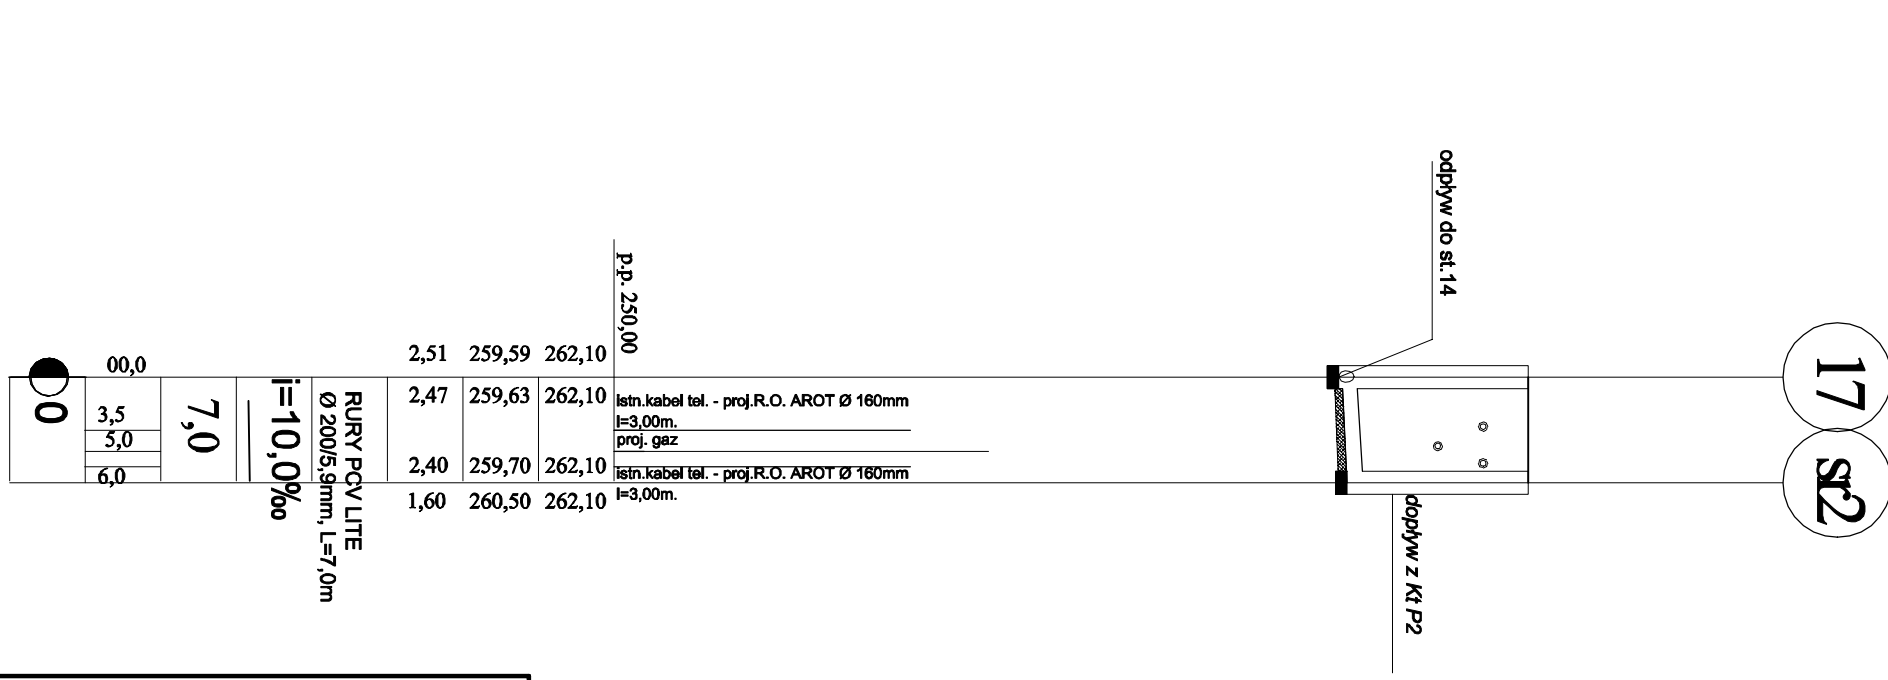 odpływ do st.14
p.p. 250,00
00,0
2,51 259,59 262,10
17
0
3,5
5,0
6,0
7,0
i=10,0‰
RURY PCV LITE
Ø 200/5,9mm, L=7,0m
2,47 259,63 262,10
istn.kabel tel. - proj.R.O. AROT Ø 160mm
l=3,00m.
proj. gaz
2,40 259,70 262,10
istn.kabel tel. - proj.R.O. AROT Ø 160mm
l=3,00m.
1,60 260,50 262,10
sr2
dopływ z Kt P2